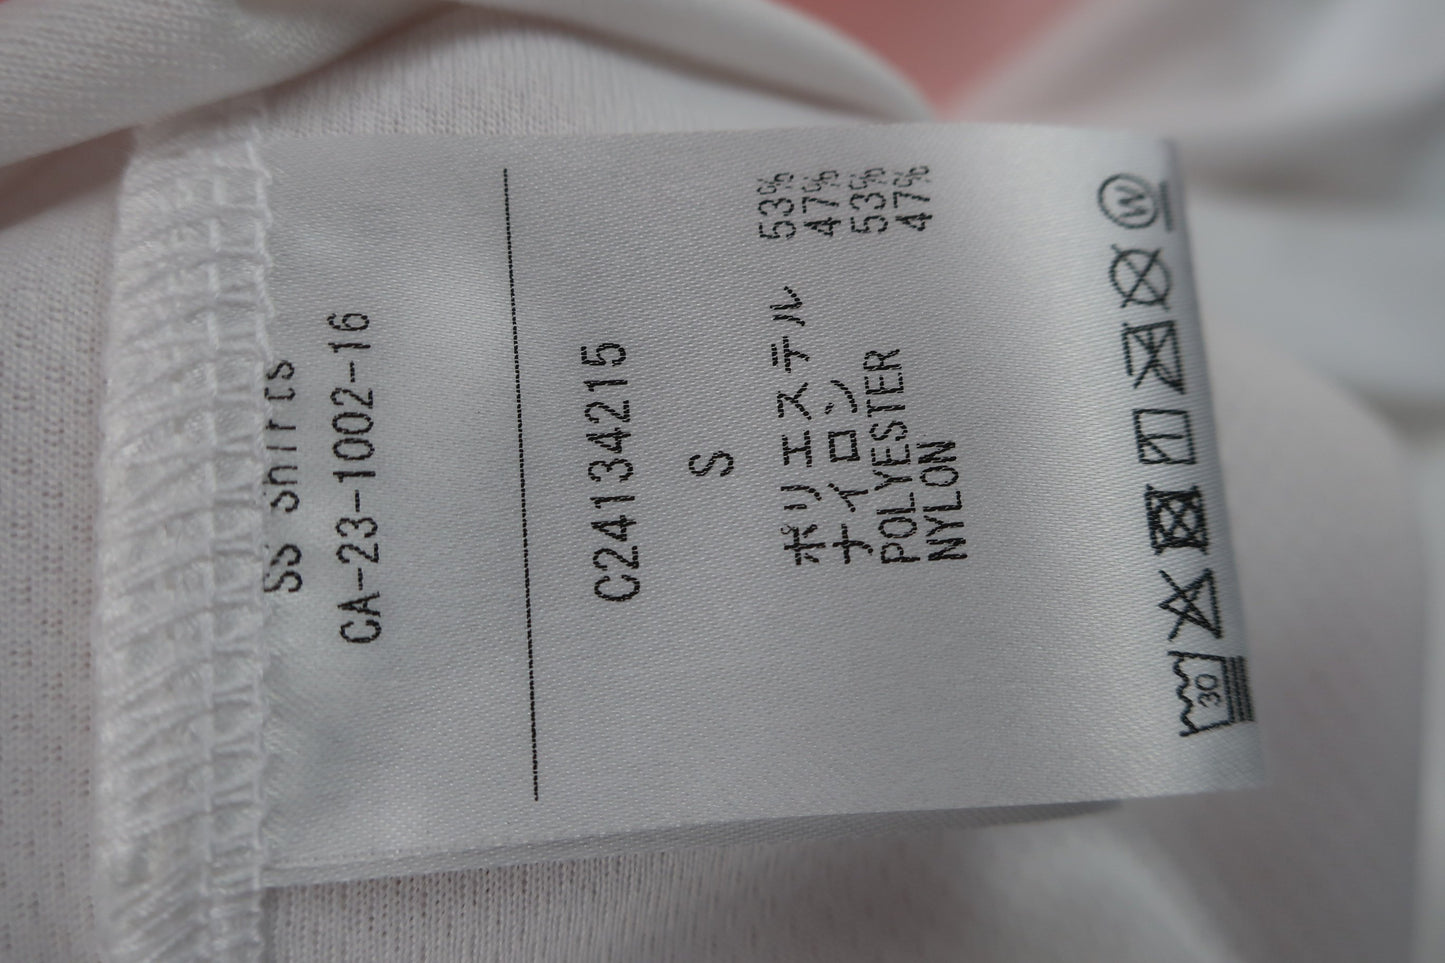 SS Shirts
CA-23-1002-16
C24134215
S
ポリエステル 53%
ナイロン 47%
POLYESTER 53%
NYLON 47%
30 W